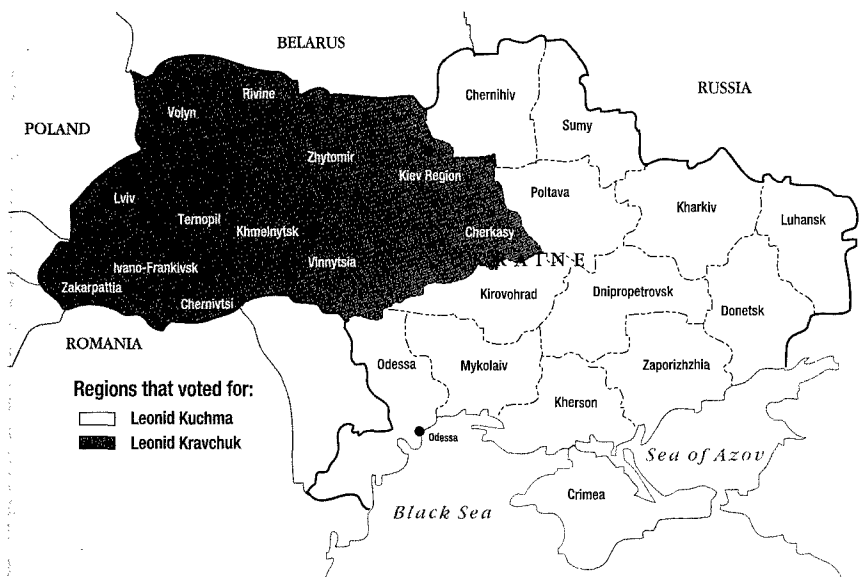 BELARUS
RUSSIA
POLAND
Chernihiv
Rivine
Volyn
Sumy
Zhytomir
Kiev Region
Poltava
Kharkiv
Lviv
Ternopil
Luhansk
Khmelnytsk
Cherkasy
Ivano-Frankivsk
Vinnytsia
Zakarpattia
Kirovohrad
Dnipropetrovsk
Chernivtsi
Donetsk
ROMANIA
Odessa
Mykolaiv
Zaporizhzhia
Regions that voted for:
Leonid Kuchma
Leonid Kravchuk
Kherson
Odessa
Sea of Azov
Crimea
Black Sea